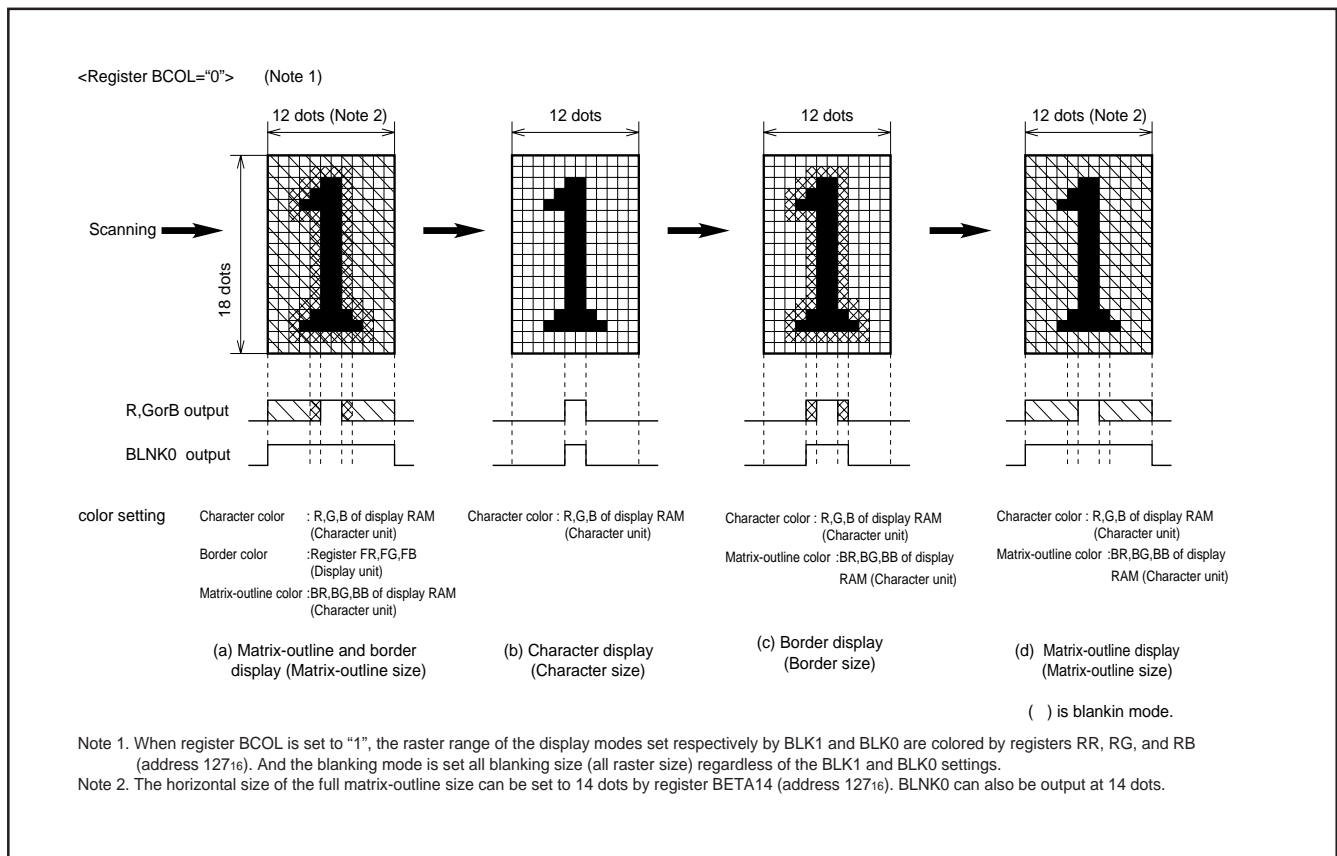 <Register BCOL=“0”> (Note 1)
12 dots (Note 2) 12 dots 12 dots 12 dots (Note 2)
Scanning
18 dots
R,GorB output
BLNK0 output
color setting
Character color : R,G,B of display RAM
(Character unit)
Border color :Register FR,FG,FB
(Display unit)
Matrix-outline color :BR,BG,BB of display RAM
(Character unit)
(a) Matrix-outline and border
display (Matrix-outline size)
Character color : R,G,B of display RAM
(Character unit)
(b) Character display
(Character size)
Character color : R,G,B of display RAM
(Character unit)
Matrix-outline color :BR,BG,BB of display
RAM (Character unit)
(c) Border display
(Border size)
Character color : R,G,B of display RAM
(Character unit)
Matrix-outline color :BR,BG,BB of display
RAM (Character unit)
(d) Matrix-outline display
(Matrix-outline size)
( ) is blankin mode.
Note 1. When register BCOL is set to “1”, the raster range of the display modes set respectively by BLK1 and BLK0 are colored by registers RR, RG, and RB
(address 12716). And the blanking mode is set all blanking size (all raster size) regardless of the BLK1 and BLK0 settings.
Note 2. The horizontal size of the full matrix-outline size can be set to 14 dots by register BETA14 (address 12716). BLNK0 can also be output at 14 dots.